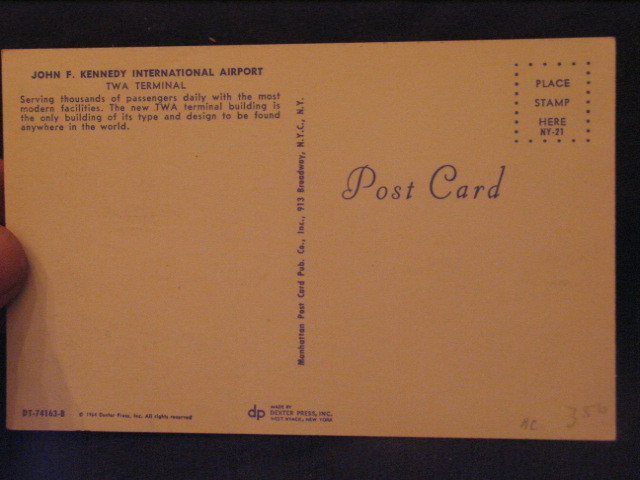 JOHN F. KENNEDY INTERNATIONAL AIRPORT
TWA TERMINAL
Serving thousands of passengers daily with the most
modern facilities. The new TWA terminal building is
the only building of its type and design to be found
anywhere in the world.
Manhattan Post Card Pub. Co., Inc., 913 Broadway, N.Y.C., N.Y.
PLACE
STAMP
HERE
NY-21
Post Card
DT-74163-B
© 1964 Dexter Press, Inc. All rights reserved
dp
MADE BY
DEXTER PRESS, INC.
WEST NYACK, NEW YORK
350